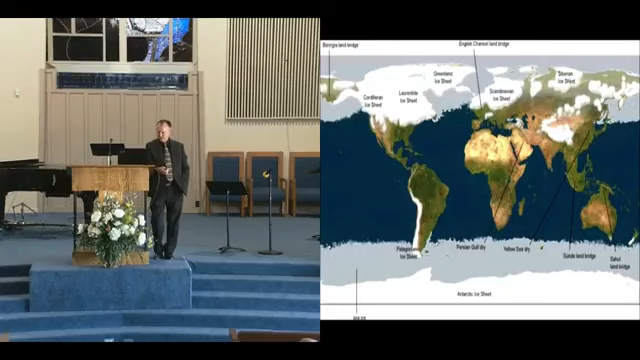 Beringia land bridge
English Channel land bridge
Greenland
Ice Sheet
Siberian
Ice Sheet
Cordilleran
Ice Sheet
Laurentide
Ice Sheet
Scandinavian
Ice Sheet
Patagonian
Ice Sheet
Persian Gulf dry
Yellow Sea dry
Sunda land bridge
Sahul
land bridge
Antarctic Ice Sheet